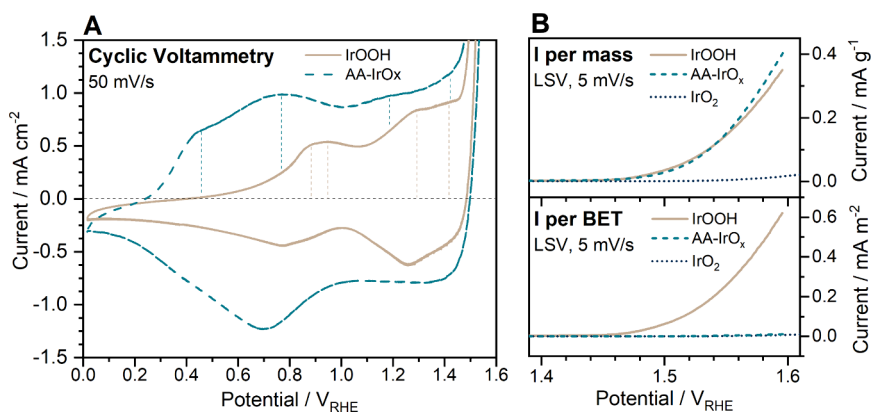 A
Cyclic Voltammetry
50 mV/s
IrOOH
AA-IrOx
1.5
1.0
0.5
0.0
-0.5
-1.0
-1.5
Current / mA cm⁻²
0.0 0.2 0.4 0.6 0.8 1.0 1.2 1.4 1.6
Potential / V_RHE
B
I per mass
LSV, 5 mV/s
IrOOH
AA-IrOₓ
IrO₂
0.4
0.2
0.0
Current / mA g⁻¹
I per BET
LSV, 5 mV/s
IrOOH
AA-IrOₓ
IrO₂
0.6
0.4
0.2
0.0
Current / mA m⁻²
1.4 1.5 1.6
Potential / V_RHE